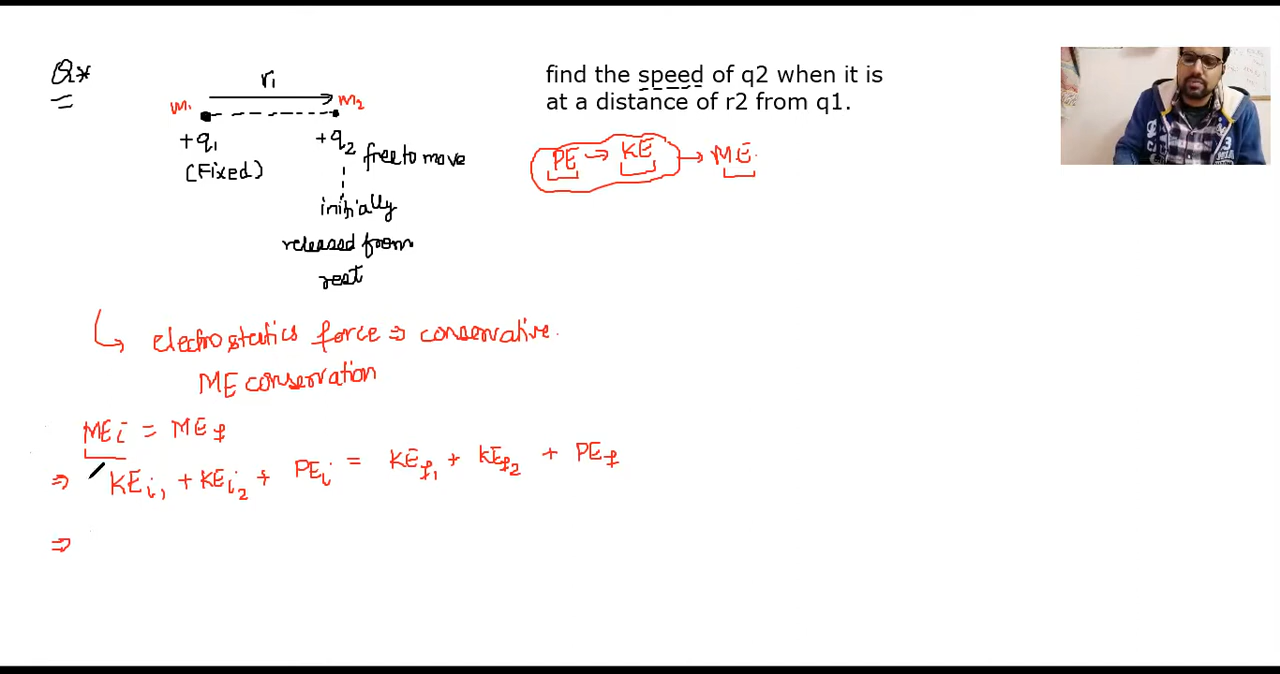 Q*
r₁
m₁
m₂
+q₁
(Fixed)
+q₂ free to move
initially
released from
rest
find the speed of q2 when it is
at a distance of r2 from q1.
PE → KE → ME.
↳ electrostatics force ⇒ conservative.
ME conservation
MEi = MEf
⇒ KEi₁ + KEi₂ + PEi = KEf₁ + KEf₂ + PEf
⇒